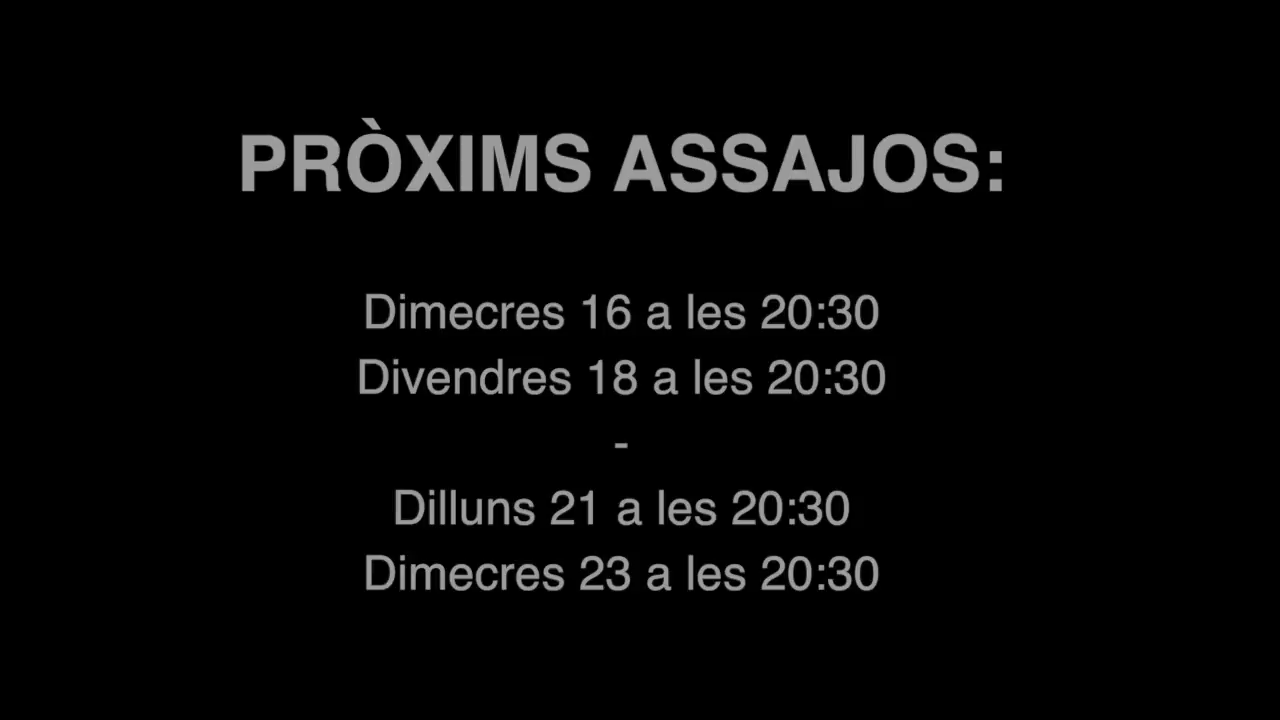 PRÒXIMS ASSAJOS:
Dimecres 16 a les 20:30
Divendres 18 a les 20:30
-
Dilluns 21 a les 20:30
Dimecres 23 a les 20:30